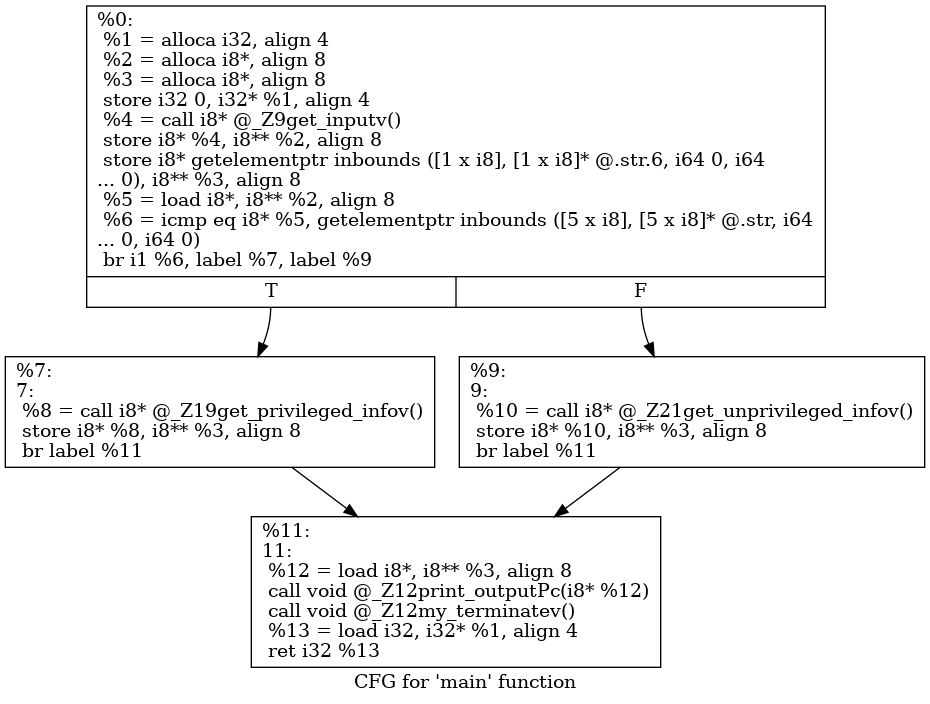 %0:
%1 = alloca i32, align 4
%2 = alloca i8*, align 8
%3 = alloca i8*, align 8
store i32 0, i32* %1, align 4
%4 = call i8* @_Z9get_inputv()
store i8* %4, i8** %2, align 8
store i8* getelementptr inbounds ([1 x i8], [1 x i8]* @.str.6, i64 0, i64
... 0), i8** %3, align 8
%5 = load i8*, i8** %2, align 8
%6 = icmp eq i8* %5, getelementptr inbounds ([5 x i8], [5 x i8]* @.str, i64
... 0, i64 0)
br i1 %6, label %7, label %9
T
F
%7:
7:
%8 = call i8* @_Z19get_privileged_infov()
store i8* %8, i8** %3, align 8
br label %11
%9:
9:
%10 = call i8* @_Z21get_unprivileged_infov()
store i8* %10, i8** %3, align 8
br label %11
%11:
11:
%12 = load i8*, i8** %3, align 8
call void @_Z12print_outputPc(i8* %12)
call void @_Z12my_terminatev()
%13 = load i32, i32* %1, align 4
ret i32 %13
CFG for 'main' function